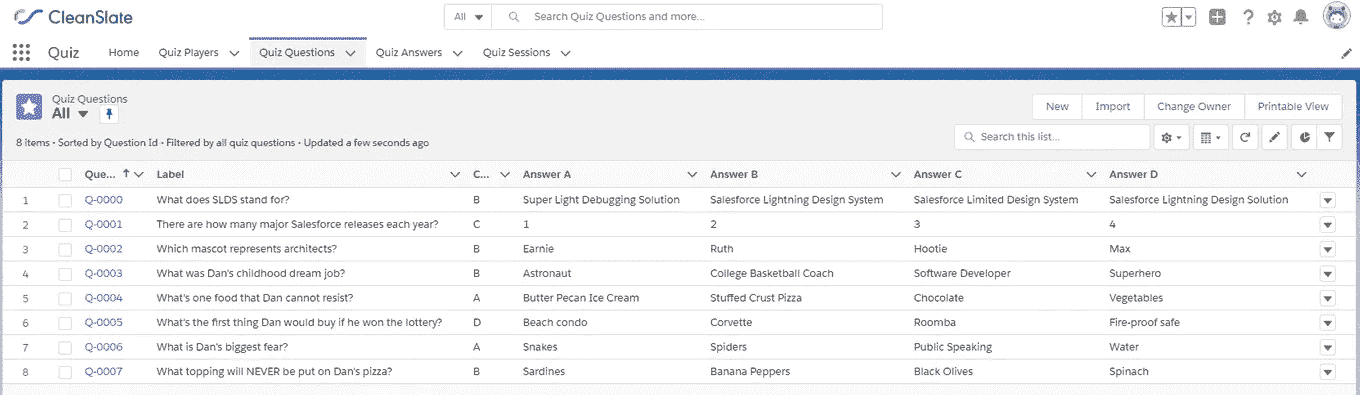 CleanSlate
All Search Quiz Questions and more...
Quiz Home Quiz Players Quiz Questions Quiz Answers Quiz Sessions
Quiz Questions
All
New Import Change Owner Printable View
8 items • Sorted by Question Id • Filtered by all quiz questions • Updated a few seconds ago
Search this list...
Que... Label C... Answer A Answer B Answer C Answer D
1 Q-0000 What does SLDS stand for? B Super Light Debugging Solution Salesforce Lightning Design System Salesforce Limited Design System Salesforce Lightning Design Solution
2 Q-0001 There are how many major Salesforce releases each year? C 1 2 3 4
3 Q-0002 Which mascot represents architects? B Earnie Ruth Hootie Max
4 Q-0003 What was Dan's childhood dream job? B Astronaut College Basketball Coach Software Developer Superhero
5 Q-0004 What's one food that Dan cannot resist? A Butter Pecan Ice Cream Stuffed Crust Pizza Chocolate Vegetables
6 Q-0005 What's the first thing Dan would buy if he won the lottery? D Beach condo Corvette Roomba Fire-proof safe
7 Q-0006 What is Dan's biggest fear? A Snakes Spiders Public Speaking Water
8 Q-0007 What topping will NEVER be put on Dan's pizza? B Sardines Banana Peppers Black Olives Spinach